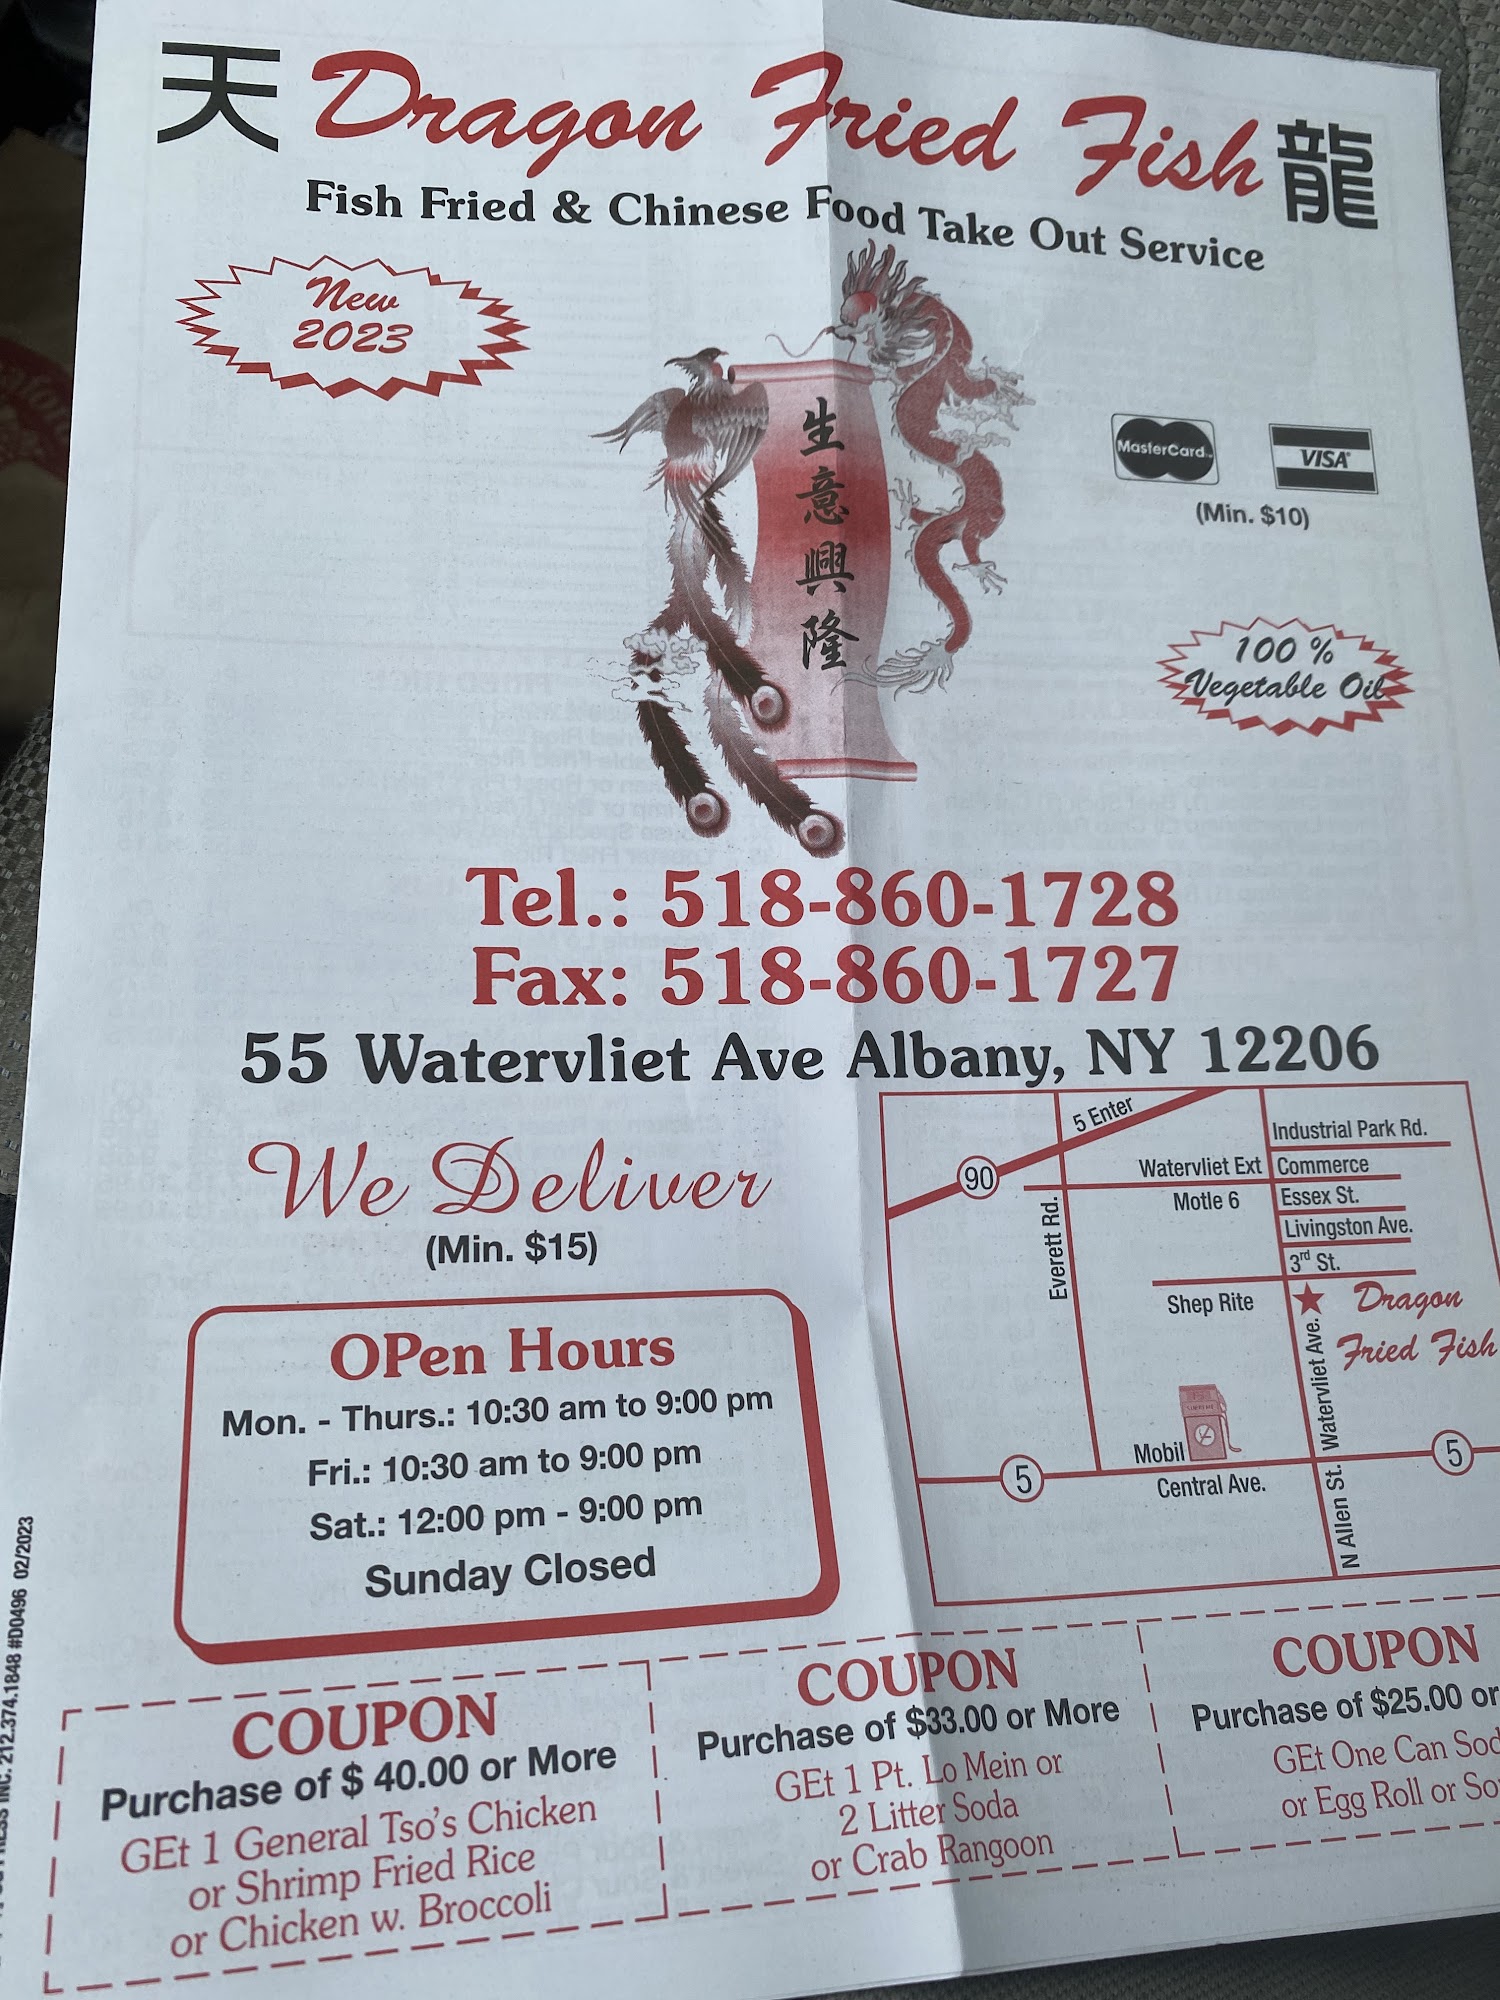 天 Dragon Fried Fish 龍
Fish Fried & Chinese Food Take Out Service
New
2023
生
意
興
隆
MasterCard
VISA
(Min. $10)
100 %
Vegetable Oil
Tel.: 518-860-1728
Fax: 518-860-1727
55 Watervliet Ave Albany, NY 12206
We Deliver
(Min. $15)
OPen Hours
Mon. - Thurs.: 10:30 am to 9:00 pm
Fri.: 10:30 am to 9:00 pm
Sat.: 12:00 pm - 9:00 pm
Sunday Closed
5 Enter
90
Everett Rd.
Industrial Park Rd.
Watervliet Ext
Commerce
Motle 6
Essex St.
Livingston Ave.
3rd St.
Shep Rite
Dragon
Fried Fish
Watervliet Ave.
Mobil
5
5
Central Ave.
N Allen St.
INC. 212.374.1848 #D0496 02/2023
COUPON
Purchase of $ 40.00 or More
GEt 1 General Tso's Chicken
or Shrimp Fried Rice
or Chicken w. Broccoli
COUPON
Purchase of $33.00 or More
GEt 1 Pt. Lo Mein or
2 Litter Soda
or Crab Rangoon
COUPON
Purchase of $25.00 or
GEt One Can
or Egg Roll or